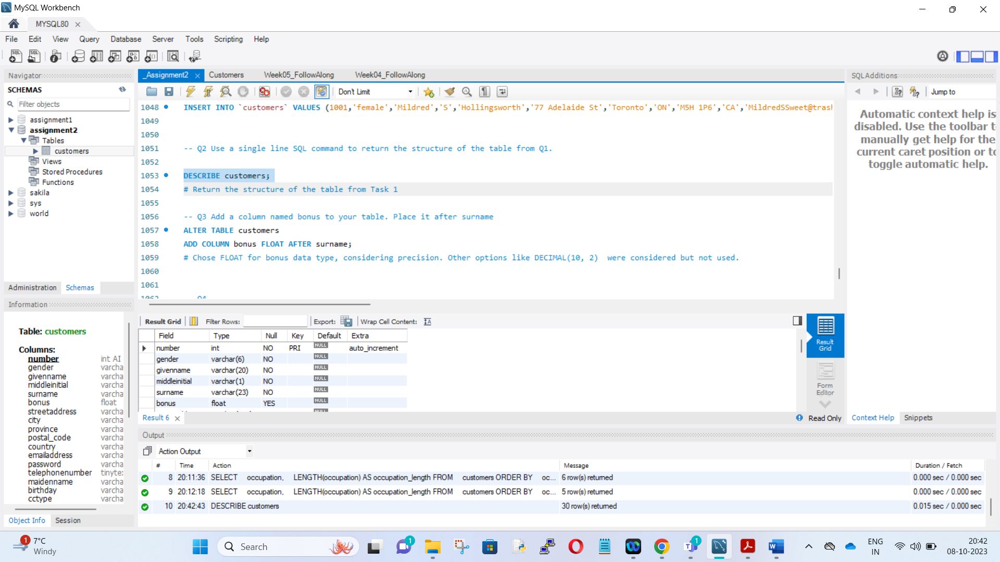 MySQL Workbench
MYSQL80
File Edit View Query Database Server Tools Scripting Help
Navigator
SCHEMAS
Filter objects
assignment1
assignment2
Tables
customers
Views
Stored Procedures
Functions
sakila
sys
world
Administration Schemas
Information
Table: customers
Columns:
number int AI
gender varcha
givenname varcha
middleinitial varcha
surname varcha
bonus float
streetaddress varcha
city varcha
province varcha
postal_code varcha
country varcha
emailaddress varcha
password varcha
telephonenumber tinyte
maidenname varcha
birthday varcha
cctype varcha
Object Info Session
_Assignment2 Customers Week05_FollowAlong Week04_FollowAlong
Don't Limit
1048 INSERT INTO `customers` VALUES (1001,'female','Mildred','S','Hollingsworth','77 Adelaide St','Toronto','ON','M5H 1P6','CA','MildredSSweet@trash
1049
1050
1051 -- Q2 Use a single line SQL command to return the structure of the table from Q1.
1052
1053 DESCRIBE customers;
1054 # Return the structure of the table from Task 1
1055
1056 -- Q3 Add a column named bonus to your table. Place it after surname
1057 ALTER TABLE customers
1058 ADD COLUMN bonus FLOAT AFTER surname;
1059 # Chose FLOAT for bonus data type, considering precision. Other options like DECIMAL(10, 2)  were considered but not used.
1060
1061
Result Grid Filter Rows: Export: Wrap Cell Content:
Field Type Null Key Default Extra
number int NO PRI NULL auto_increment
gender varchar(6) NO NULL
givenname varchar(20) NO NULL
middleinitial varchar(1) NO NULL
surname varchar(23) NO NULL
bonus float YES NULL
Result 6
Result Grid
Form Editor
Read Only
Output
Action Output
# Time Action Message Duration / Fetch
8 20:11:36 SELECT occupation, LENGTH(occupation) AS occupation_length FROM customers ORDER BY oc... 6 row(s) returned 0.000 sec / 0.000 sec
9 20:12:18 SELECT occupation, LENGTH(occupation) AS occupation_length FROM customers ORDER BY oc... 5 row(s) returned 0.000 sec / 0.000 sec
10 20:42:43 DESCRIBE customers 30 row(s) returned 0.015 sec / 0.000 sec
SQLAdditions
Jump to
Automatic context help is
disabled. Use the toolbar t
manually get help for the
current caret position or to
toggle automatic help.
Context Help Snippets
1
7°C
Windy
Search
1
1
ENG
IN
20:42
08-10-2023